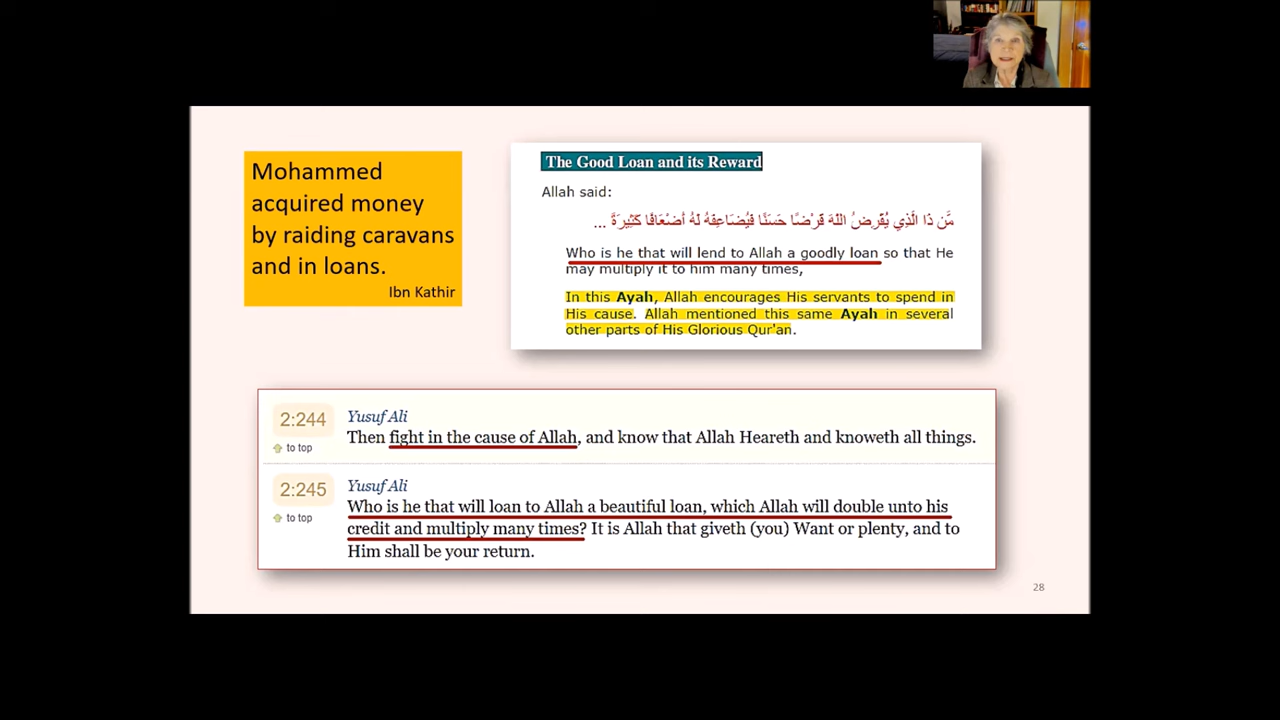 Mohammed
acquired money
by raiding caravans
and in loans.
Ibn Kathir
The Good Loan and its Reward
Allah said:
مَّن ذَا الَّذِي يُقْرِضُ اللّهَ قَرْضًا حَسَنًا فَيُضَاعِفَهُ لَهُ أَضْعَافًا كَثِيرَةً ...
Who is he that will lend to Allah a goodly loan so that He
may multiply it to him many times,
In this Ayah, Allah encourages His servants to spend in
His cause. Allah mentioned this same Ayah in several
other parts of His Glorious Qur'an.
2:244
to top
Yusuf Ali
Then fight in the cause of Allah, and know that Allah Heareth and knoweth all things.
2:245
to top
Yusuf Ali
Who is he that will loan to Allah a beautiful loan, which Allah will double unto his
credit and multiply many times? It is Allah that giveth (you) Want or plenty, and to
Him shall be your return.
28